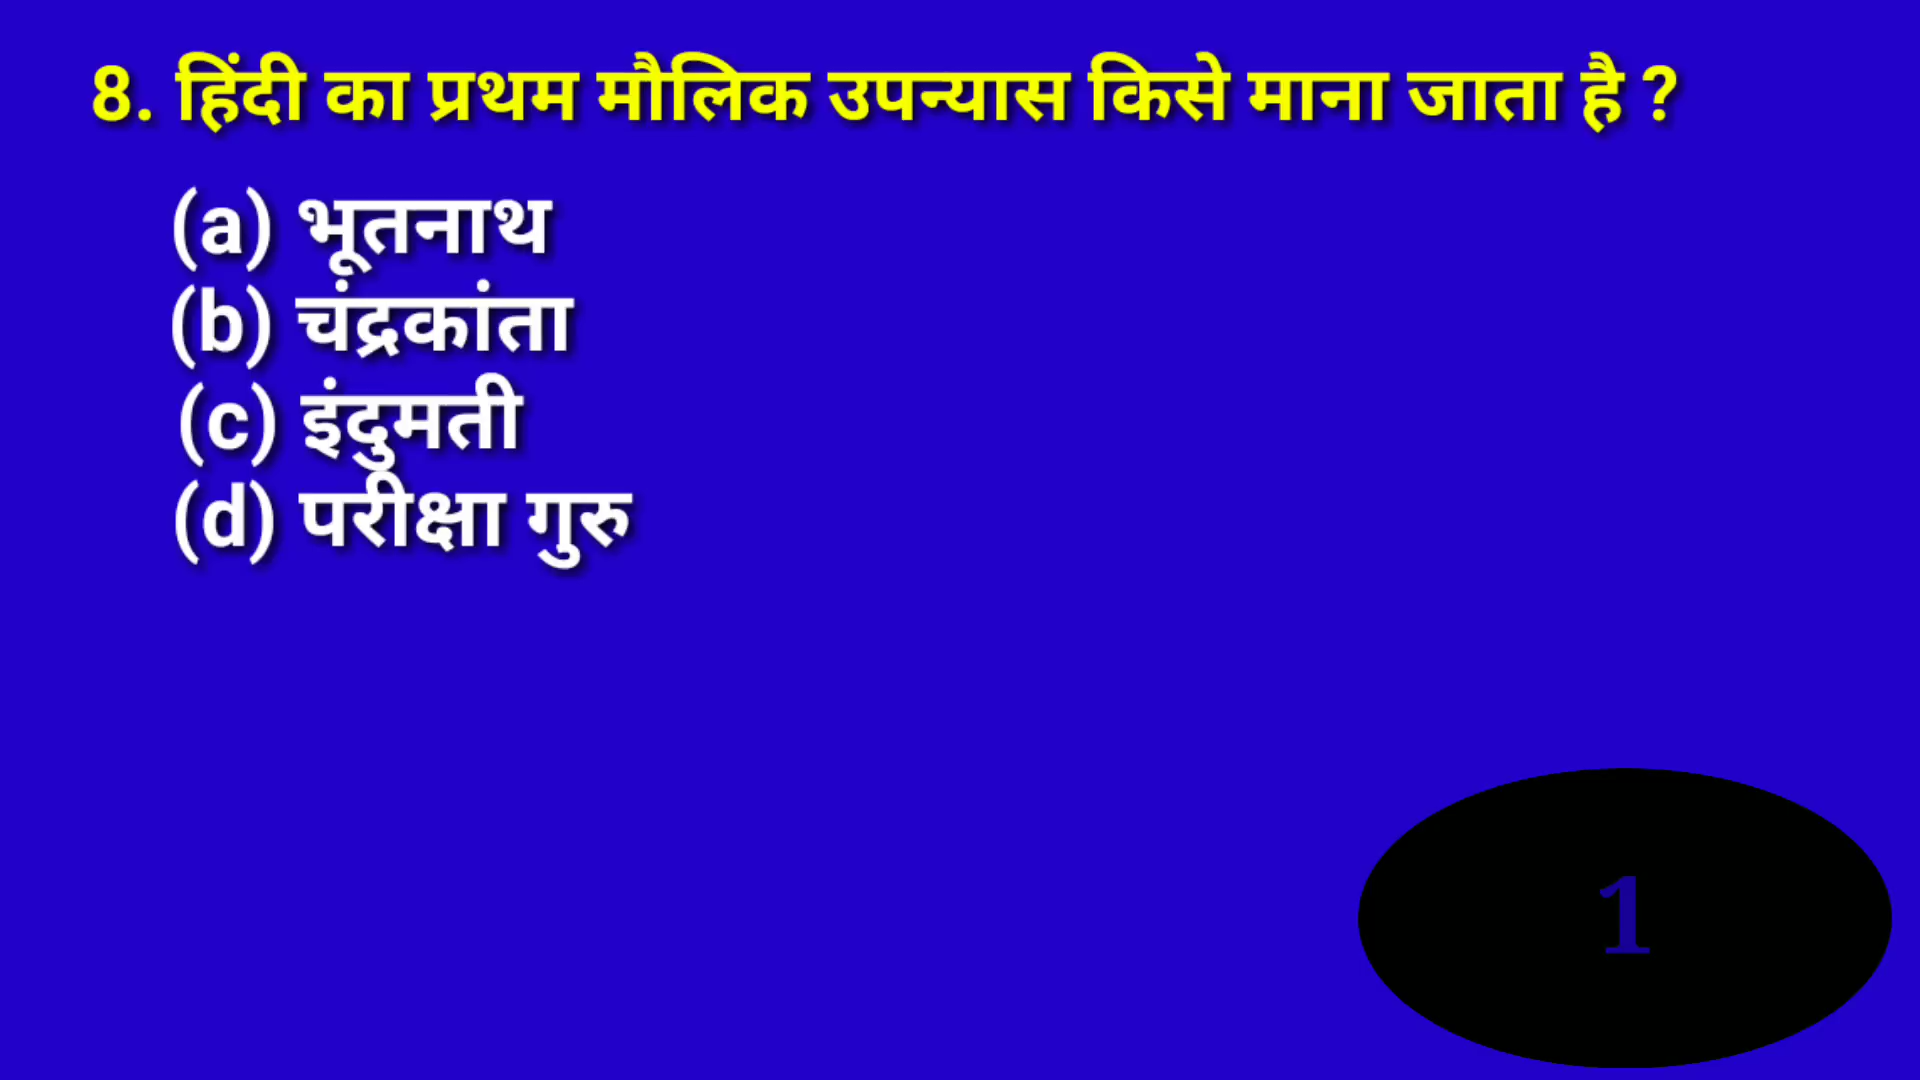 8. हिंदी का प्रथम मौलिक उपन्यास किसे माना जाता है ?
(a) भूतनाथ
(b) चंद्रकांता
(c) इंदुमती
(d) परीक्षा गुरु
1